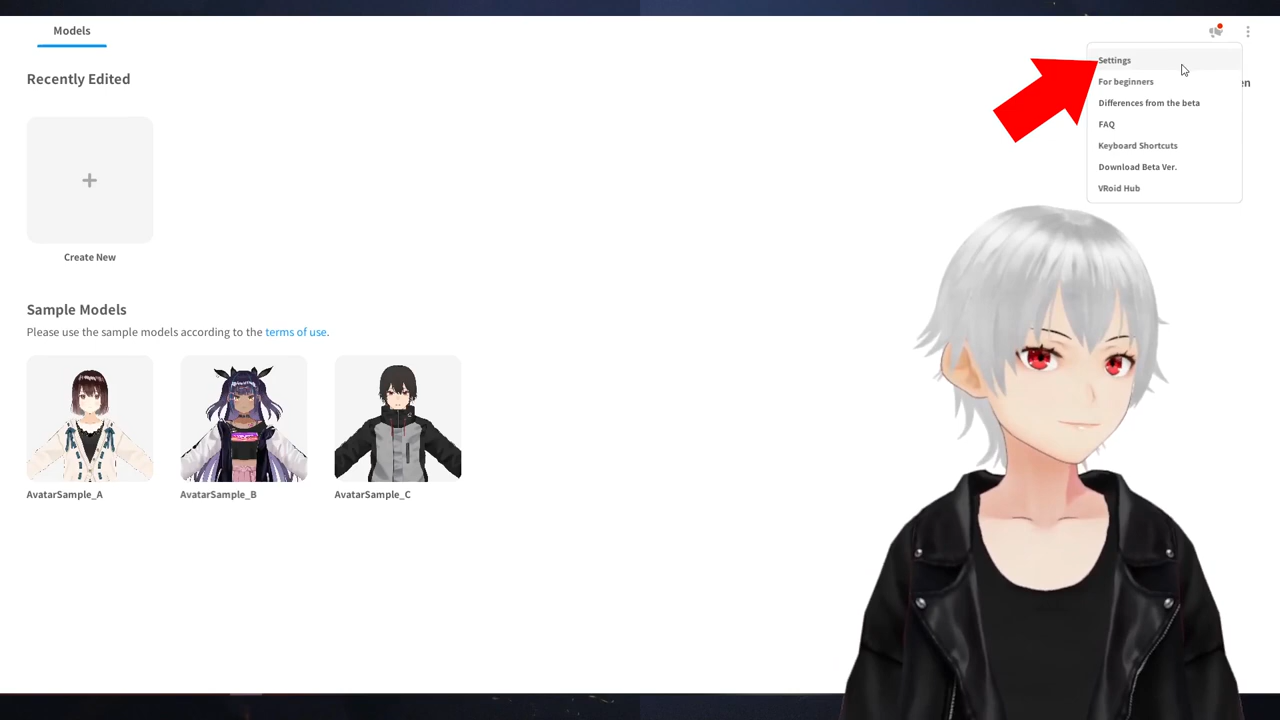 Models
Settings
For beginners
Differences from the beta
FAQ
Keyboard Shortcuts
Download Beta Ver.
VRoid Hub
Recently Edited
Create New
Sample Models
Please use the sample models according to the terms of use.
AvatarSample_A
AvatarSample_B
AvatarSample_C